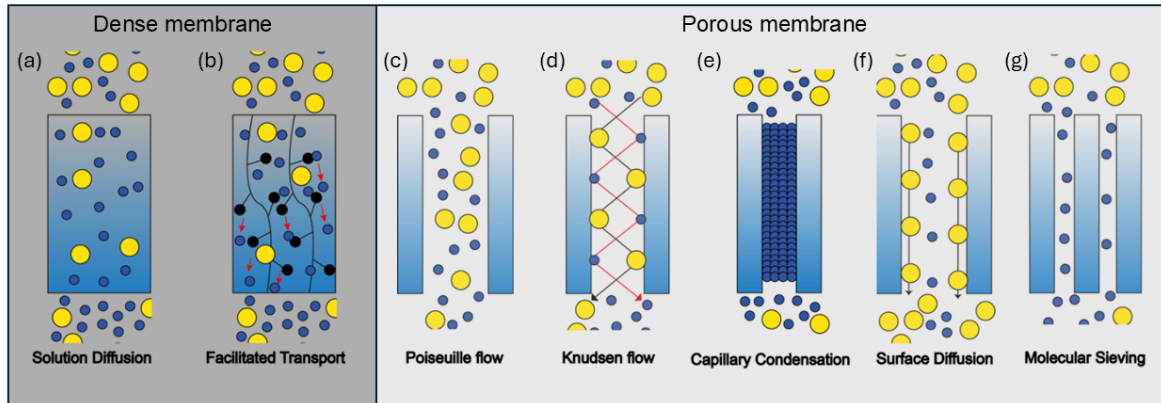 Dense membrane
Porous membrane
(a)
(b)
(c)
(d)
(e)
(f)
(g)
Solution Diffusion
Facilitated Transport
Poiseuille flow
Knudsen flow
Capillary Condensation
Surface Diffusion
Molecular Sieving